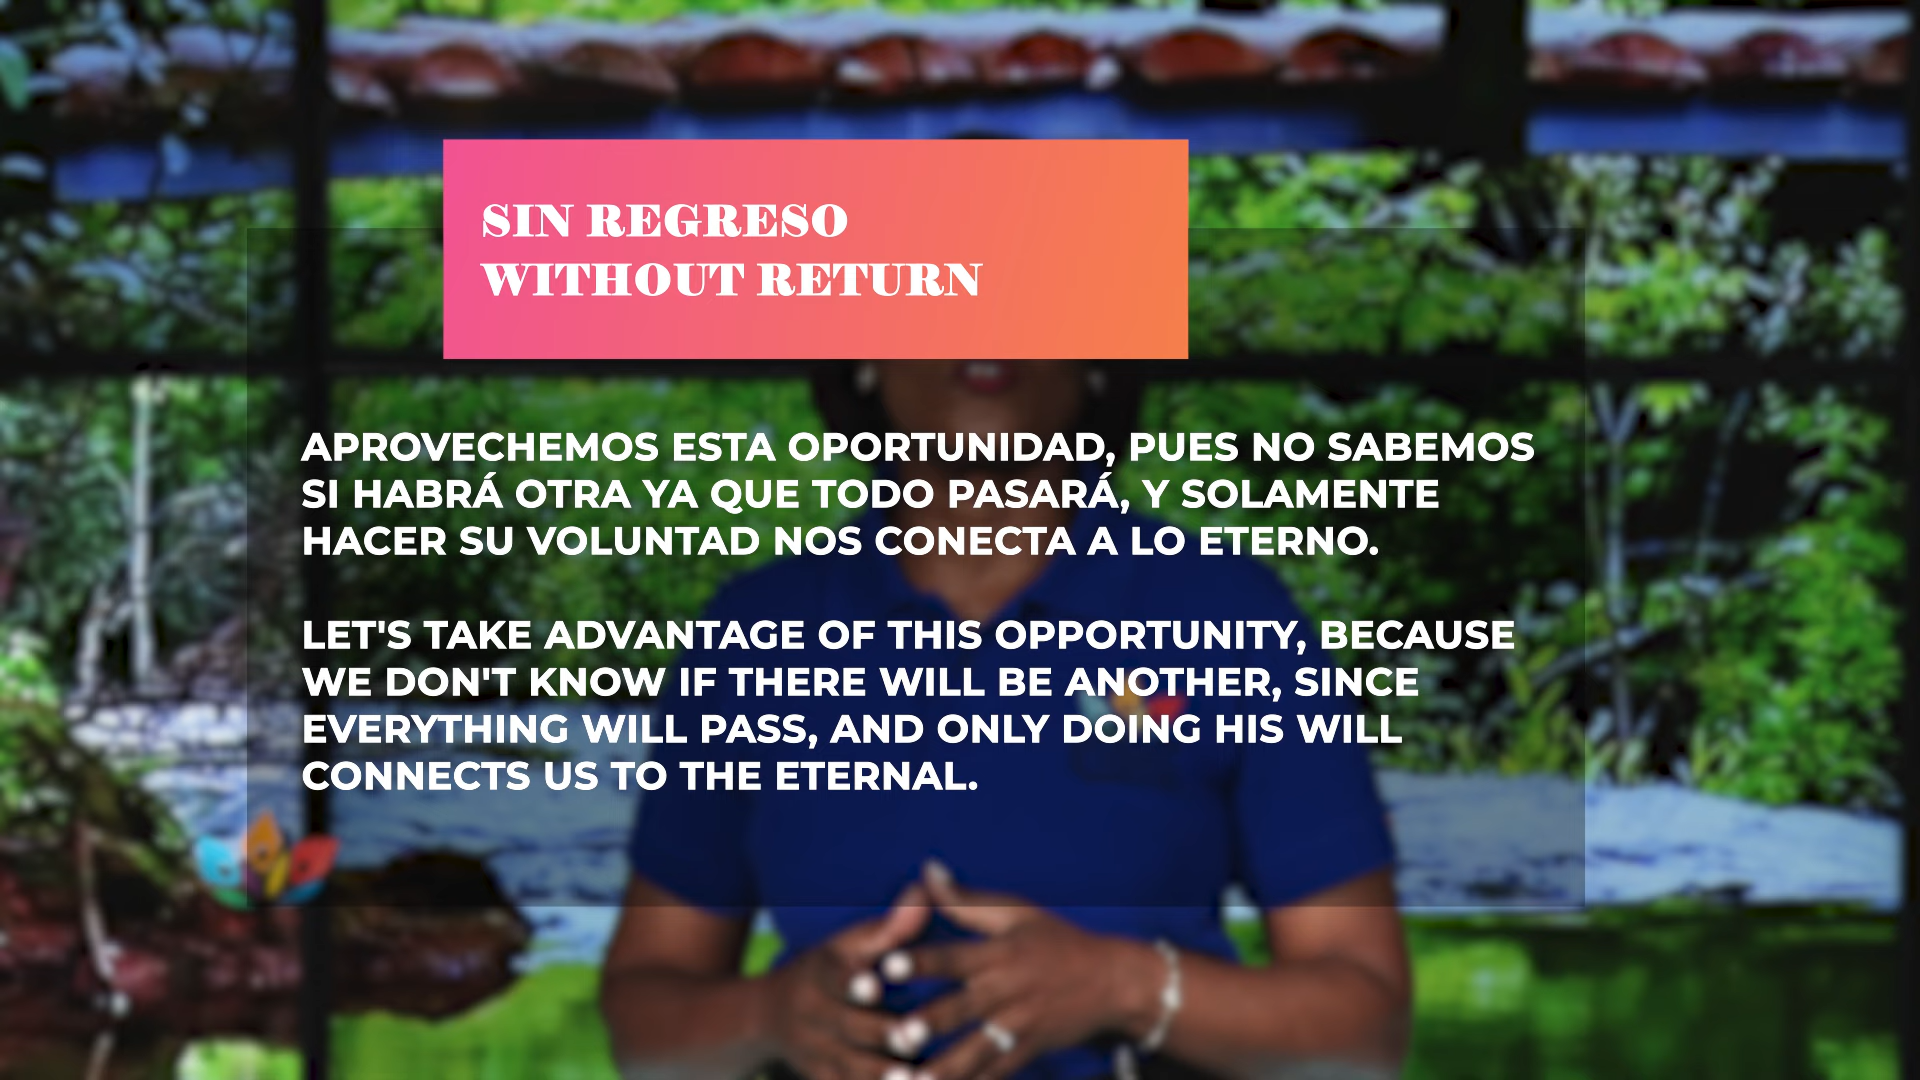 SIN REGRESO
WITHOUT RETURN
APROVECHEMOS ESTA OPORTUNIDAD, PUES NO SABEMOS
SI HABRÁ OTRA YA QUE TODO PASARÁ, Y SOLAMENTE
HACER SU VOLUNTAD NOS CONECTA A LO ETERNO.
LET'S TAKE ADVANTAGE OF THIS OPPORTUNITY, BECAUSE
WE DON'T KNOW IF THERE WILL BE ANOTHER, SINCE
EVERYTHING WILL PASS, AND ONLY DOING HIS WILL
CONNECTS US TO THE ETERNAL.